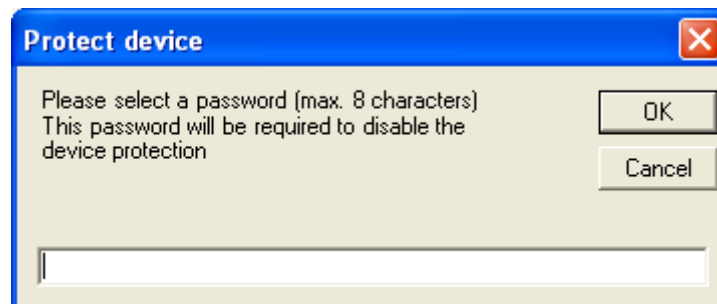 Protect device
Please select a password (max. 8 characters)
This password will be required to disable the
device protection
OK
Cancel